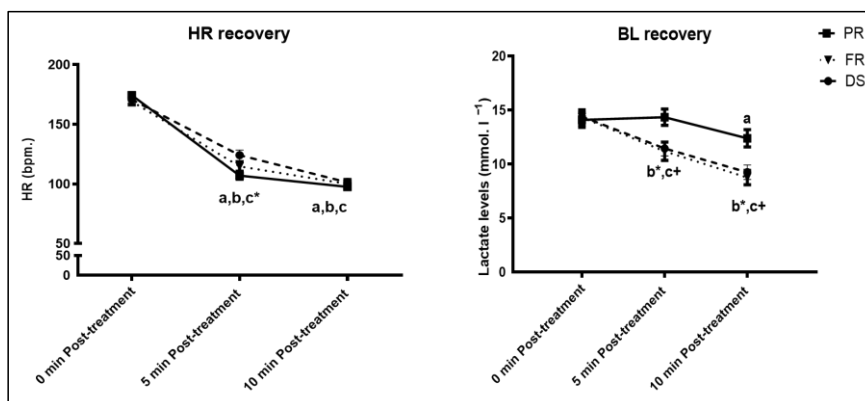 HR recovery
200
150
100
50
50
0
HR (bpm.)
a,b,c*
a,b,c
0 min Post-treatment
5 min Post-treatment
10 min Post-treatment
BL recovery
20
15
10
5
0
Lactate levels (mmol. l ⁻¹)
a
b*,c+
b*,c+
0 min Post-treatment
5 min Post-treatment
10 min Post-treatment
PR
FR
DS